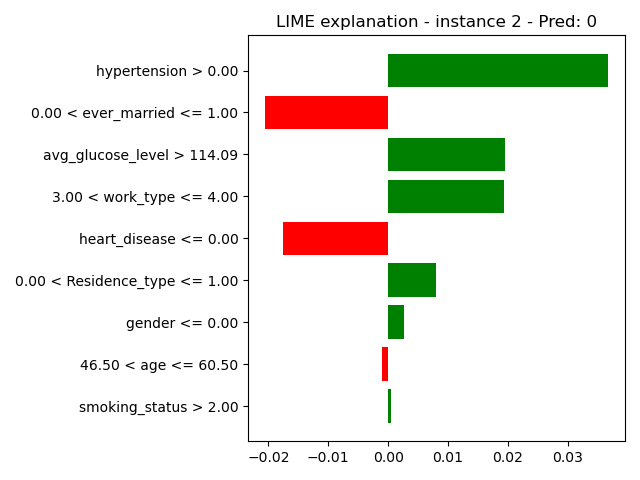 LIME explanation - instance 2 - Pred: 0
hypertension > 0.00
0.00 < ever_married <= 1.00
avg_glucose_level > 114.09
3.00 < work_type <= 4.00
heart_disease <= 0.00
0.00 < Residence_type <= 1.00
gender <= 0.00
46.50 < age <= 60.50
smoking_status > 2.00
−0.02 −0.01 0.00 0.01 0.02 0.03